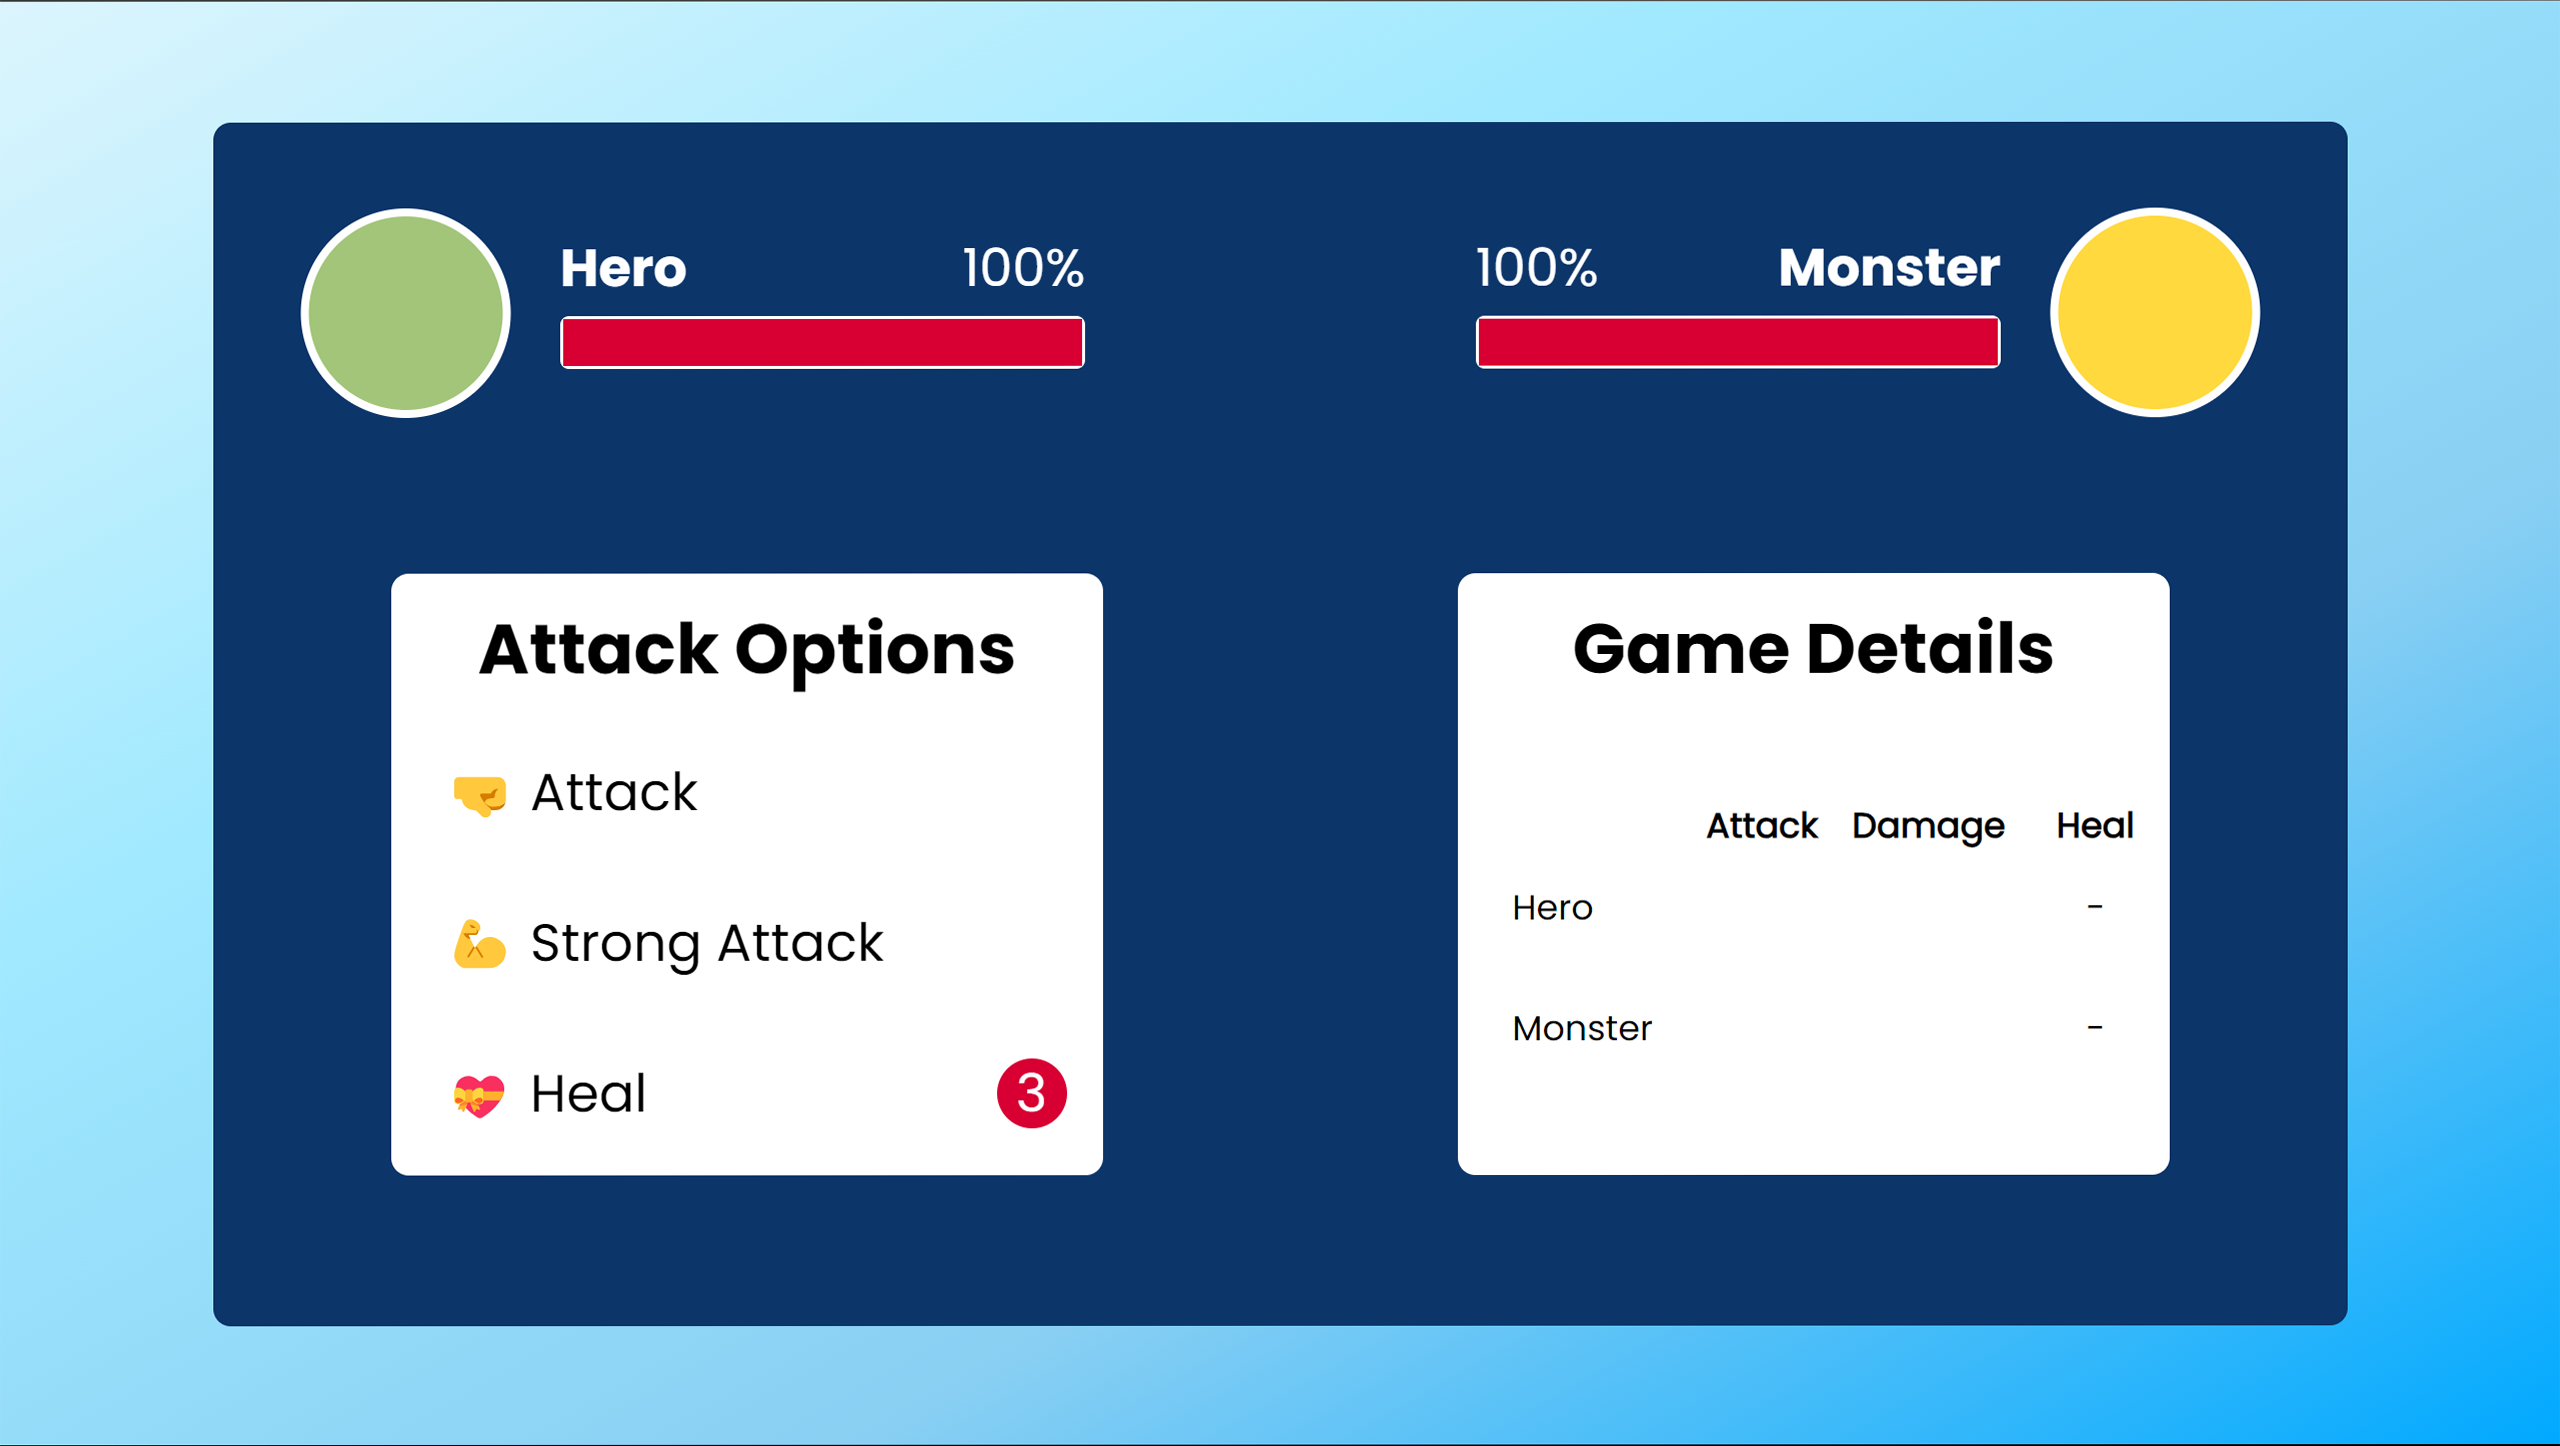 Hero 100%
100% Monster
Attack Options
Attack
Strong Attack
Heal 3
Game Details
Attack Damage Heal
Hero -
Monster -